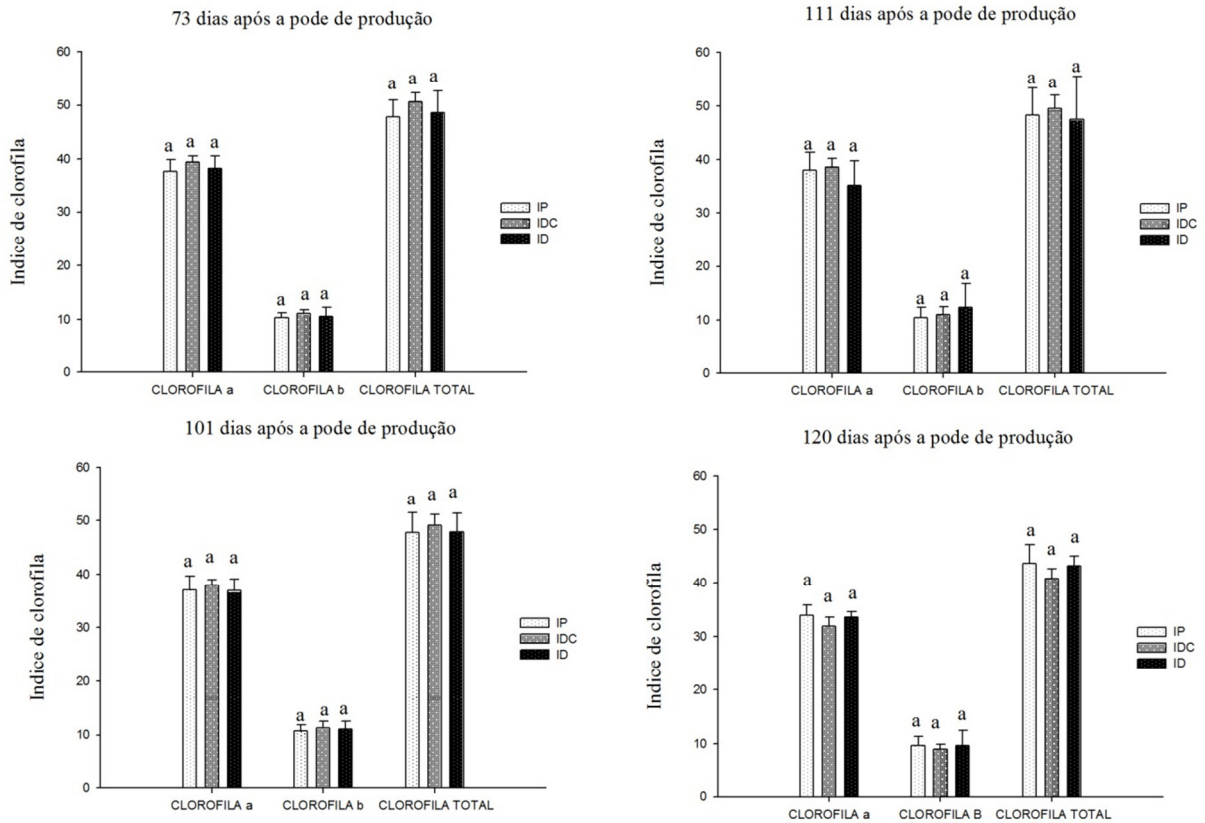 73 dias após a pode de produção
Indice de clorofila
60
50
40
30
20
10
0
a a a
a a a
a a a
CLOROFILA a CLOROFILA b CLOROFILA TOTAL
IP
IDC
ID
111 dias após a pode de produção
Indice de clorofila
60
50
40
30
20
10
0
a a a
a a a
a a a
CLOROFILA a CLOROFILA b CLOROFILA TOTAL
IP
IDC
ID
101 dias após a pode de produção
Indice de clorofila
60
50
40
30
20
10
0
a a a
a a a
a a a
CLOROFILA a CLOROFILA b CLOROFILA TOTAL
IP
IDC
ID
120 dias após a pode de produção
Indice de clorofila
60
50
40
30
20
10
0
a a a
a a a
a a a
CLOROFILA a CLOROFILA B CLOROFILA TOTAL
IP
IDC
ID